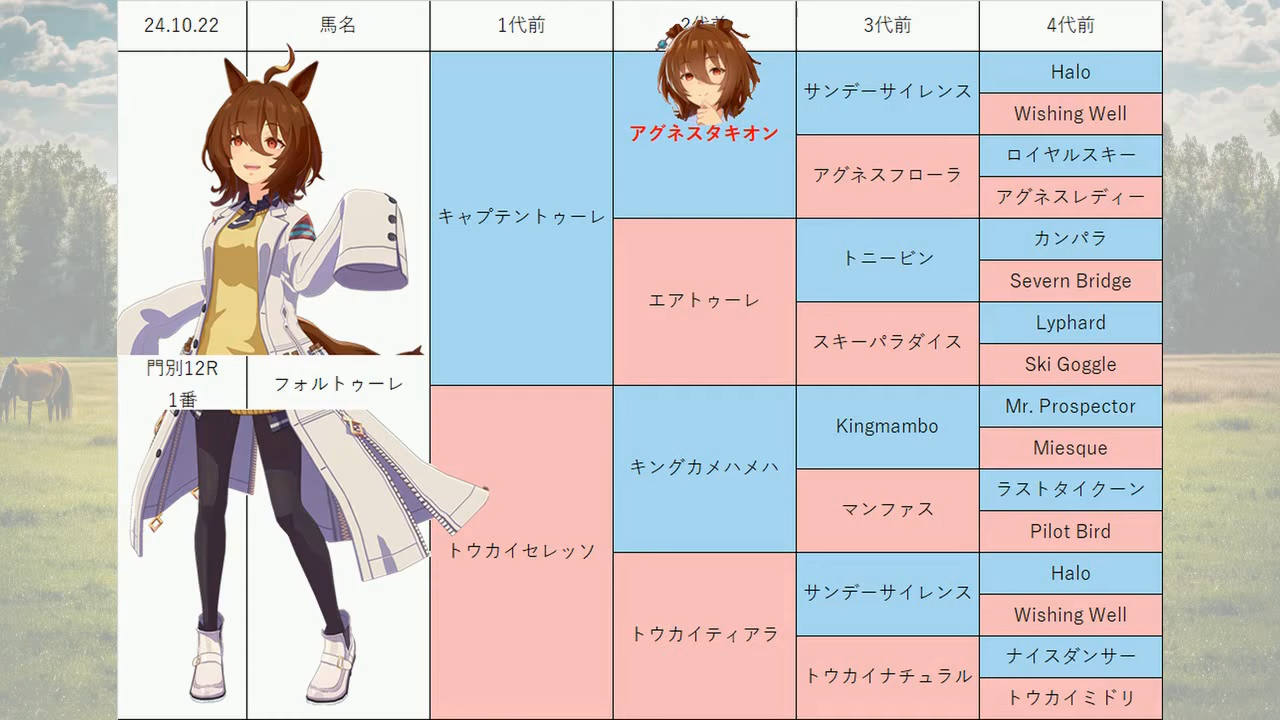 24.10.22
馬名
1代前
2代前
3代前
4代前
門別12R
1番
フォルトゥーレ
キャプテントゥーレ
トウカイセレッソ
アグネスタキオン
エアトゥーレ
キングカメハメハ
トウカイティアラ
サンデーサイレンス
アグネスフローラ
トニービン
スキーパラダイス
Kingmambo
マンファス
サンデーサイレンス
トウカイナチュラル
Halo
Wishing Well
ロイヤルスキー
アグネスレディー
カンパラ
Severn Bridge
Lyphard
Ski Goggle
Mr. Prospector
Miesque
ラストタイクーン
Pilot Bird
Halo
Wishing Well
ナイスダンサー
トウカイミドリ